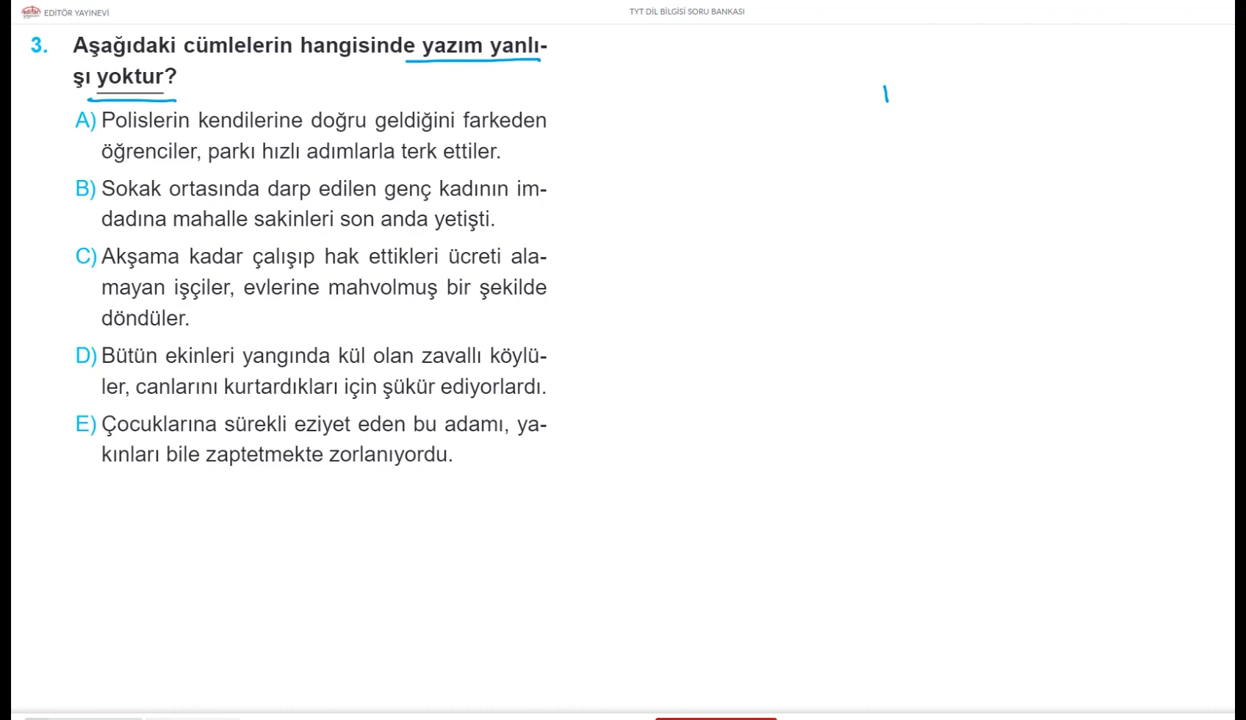 EDİTÖR YAYINEVİ
TYT DİL BİLGİSİ SORU BANKASI
3. Aşağıdaki cümlelerin hangisinde yazım yanlı-
şı yoktur?
A) Polislerin kendilerine doğru geldiğini farkeden
öğrenciler, parkı hızlı adımlarla terk ettiler.
B) Sokak ortasında darp edilen genç kadının im-
dadına mahalle sakinleri son anda yetişti.
C) Akşama kadar çalışıp hak ettikleri ücreti ala-
mayan işçiler, evlerine mahvolmuş bir şekilde
döndüler.
D) Bütün ekinleri yangında kül olan zavallı köylü-
ler, canlarını kurtardıkları için şükür ediyorlardı.
E) Çocuklarına sürekli eziyet eden bu adamı, ya-
kınları bile zaptetmekte zorlanıyordu.